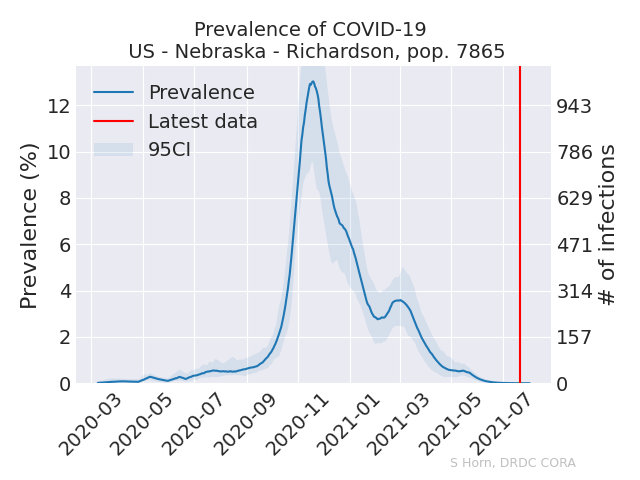 Prevalence of COVID-19
US - Nebraska - Richardson, pop. 7865
Prevalence
Latest data
95CI
Prevalence (%)
12
10
8
6
4
2
0
943
786
629
471
314
157
0
# of infections
2020-03
2020-05
2020-07
2020-09
2020-11
2021-01
2021-03
2021-05
2021-07
S Horn, DRDC CORA